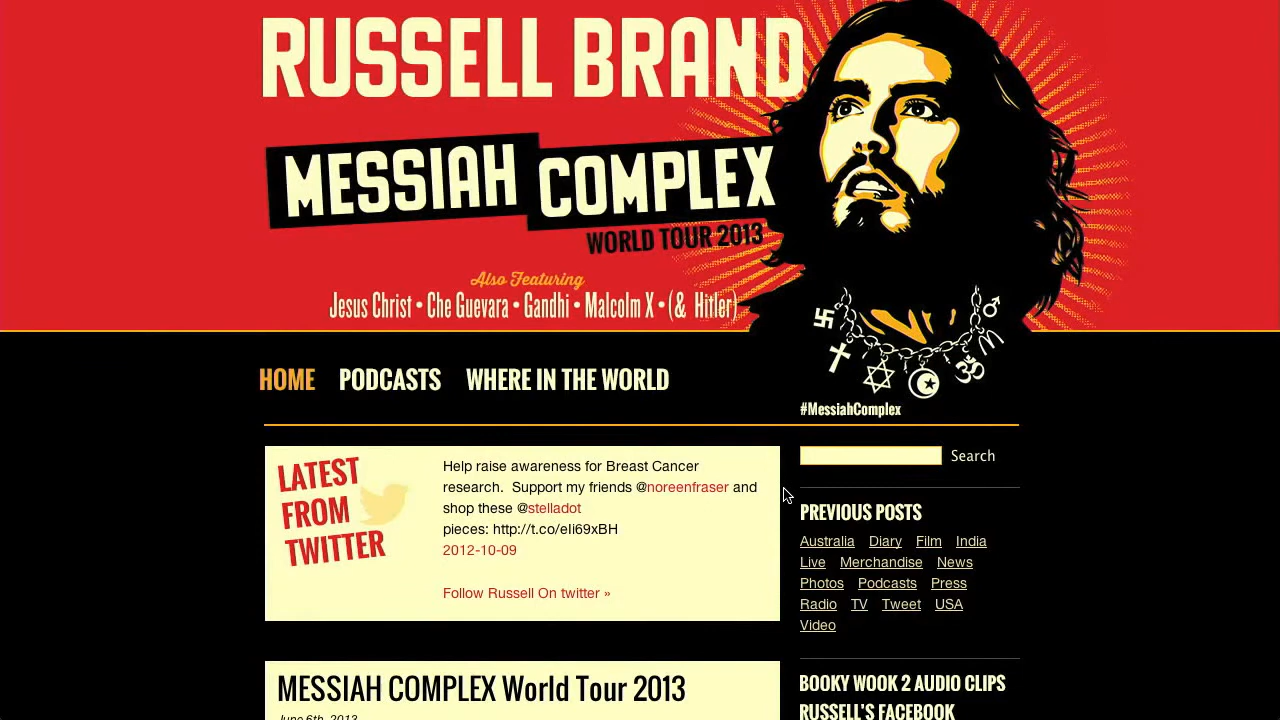 RUSSELL BRAND
MESSIAH COMPLEX
WORLD TOUR 2013
Also Featuring
Jesus Christ • Che Guevara • Gandhi • Malcolm X • (& Hitler)
HOME PODCASTS WHERE IN THE WORLD
#MessiahComplex
LATEST
FROM
TWITTER
Help raise awareness for Breast Cancer
research. Support my friends @noreenfraser and
shop these @stelladot
pieces: http://t.co/eIi69xBH
2012-10-09
Follow Russell On twitter »
MESSIAH COMPLEX World Tour 2013
June 6th, 2013
Search
PREVIOUS POSTS
Australia Diary Film India
Live Merchandise News
Photos Podcasts Press
Radio TV Tweet USA
Video
BOOKY WOOK 2 AUDIO CLIPS
RUSSELL'S FACEBOOK